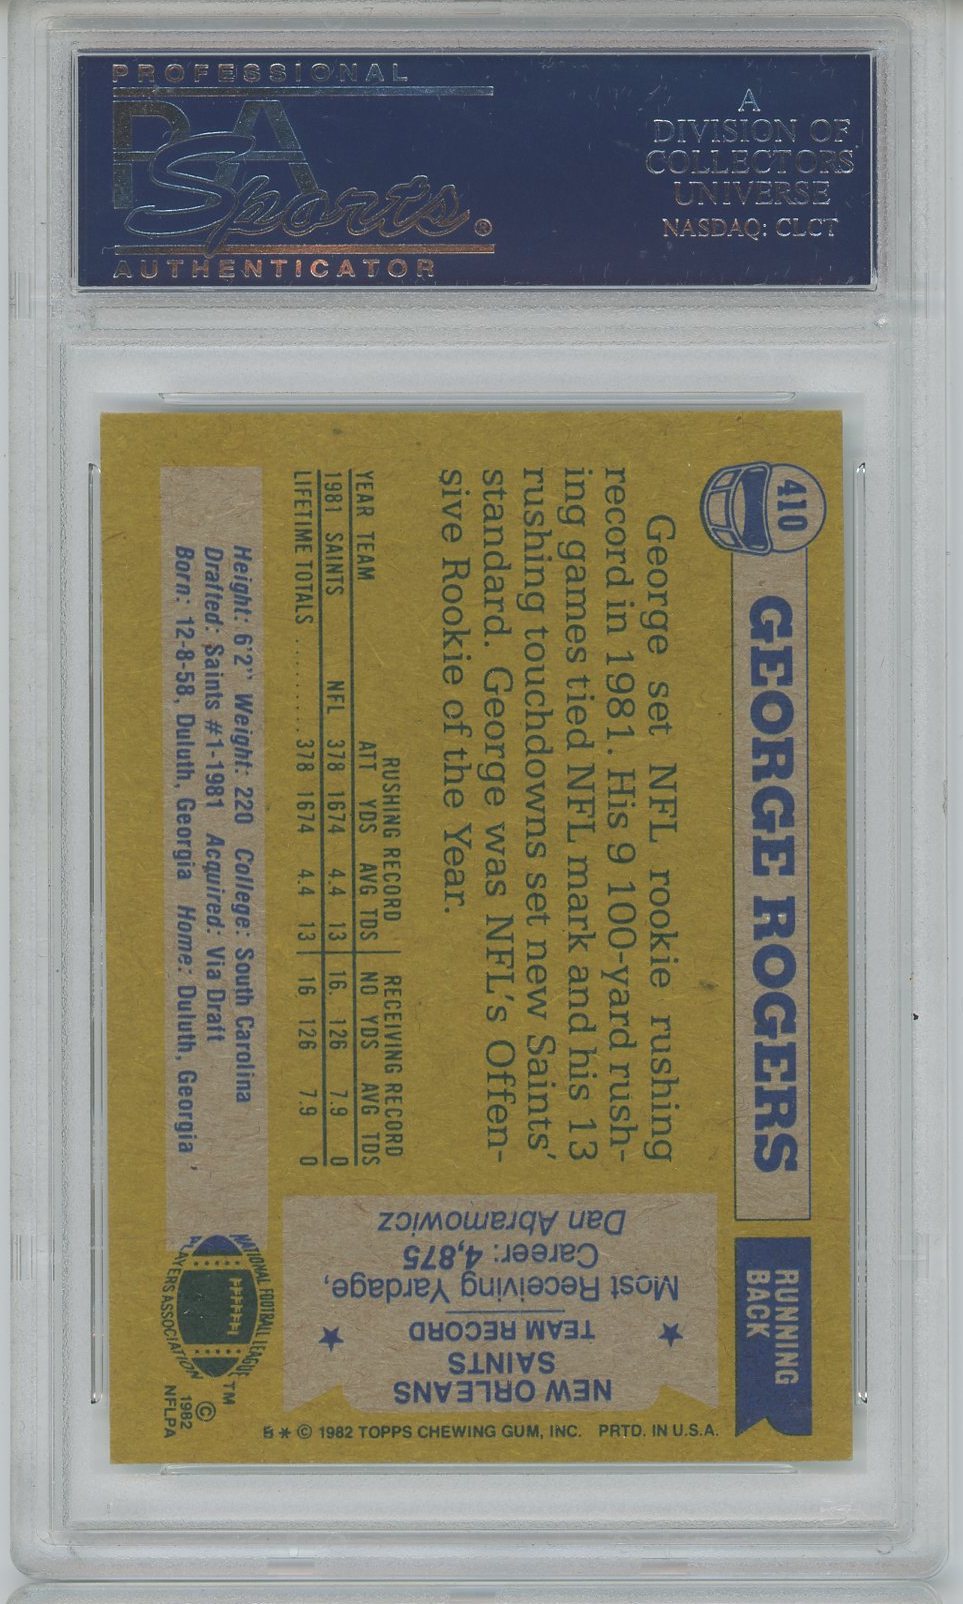 PROFESSIONAL
PSA
Sports®
AUTHENTICATOR
A
DIVISION OF
COLLECTORS
UNIVERSE
NASDAQ: CLCT
410
GEORGE ROGERS
RUNNING
BACK
George set NFL rookie rushing
record in 1981. His 9 100-yard rush-
ing games tied NFL mark and his 13
rushing touchdowns set new Saints'
standard. George was NFL's Offen-
sive Rookie of the Year.
RUSHING RECORD RECEIVING RECORD
YEAR TEAM ATT YDS AVG TDS NO YDS AVG TDS
1981 SAINTS NFL 378 1674 4.4 13 16. 126 7.9 0
LIFETIME TOTALS .......... 378 1674 4.4 13 16 126 7.9 0
Height: 6'2" Weight: 220 College: South Carolina
Drafted: Saints #1-1981 Acquired: Via Draft
Born: 12-8-58, Duluth, Georgia Home: Duluth, Georgia
NEW ORLEANS
SAINTS
TEAM RECORD
Most Receiving Yardage,
Career: 4,875
Dan Abramowicz
NATIONAL FOOTBALL LEAGUE
PLAYERS ASSOCIATION
TM
©
1982
NFLPA
* © 1982 TOPPS CHEWING GUM, INC. PRTD. IN U.S.A.